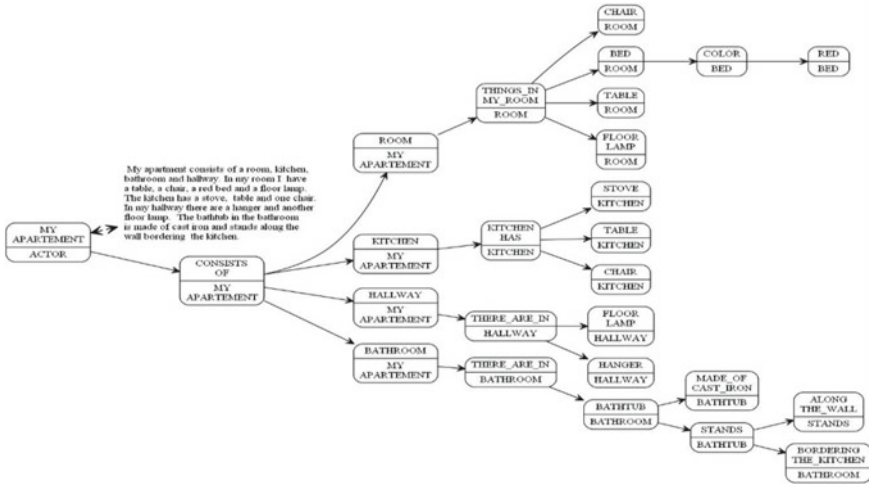 CHAIR
ROOM
BED
ROOM
COLOR
BED
RED
BED
THINGS_IN
MY_ROOM
ROOM
TABLE
ROOM
FLOOR
LAMP
ROOM
ROOM
MY
APARTEMENT
My apartment consists of a room, kitchen,
bathroom and hallway. In my room I have
a table, a chair, a red bed and a floor lamp.
The kitchen has a stove, table and one chair.
In my hallway there are a hanger and another
floor lamp. The bathtub in the bathroom
is made of cast iron and stands along the
wall bordering the kitchen.
MY
APARTEMENT
ACTOR
CONSISTS
OF
MY
APARTEMENT
KITCHEN
MY
APARTEMENT
KITCHEN
HAS
KITCHEN
STOVE
KITCHEN
TABLE
KITCHEN
CHAIR
KITCHEN
HALLWAY
MY
APARTEMENT
THERE_ARE_IN
HALLWAY
FLOOR
LAMP
HALLWAY
HANGER
HALLWAY
BATHROOM
MY
APARTEMENT
THERE_ARE_IN
BATHROOM
BATHTUB
BATHROOM
MADE_OF
CAST_IRON
BATHTUB
STANDS
BATHTUB
ALONG
THE_WALL
STANDS
BORDERING
THE_KITCHEN
BATHROOM